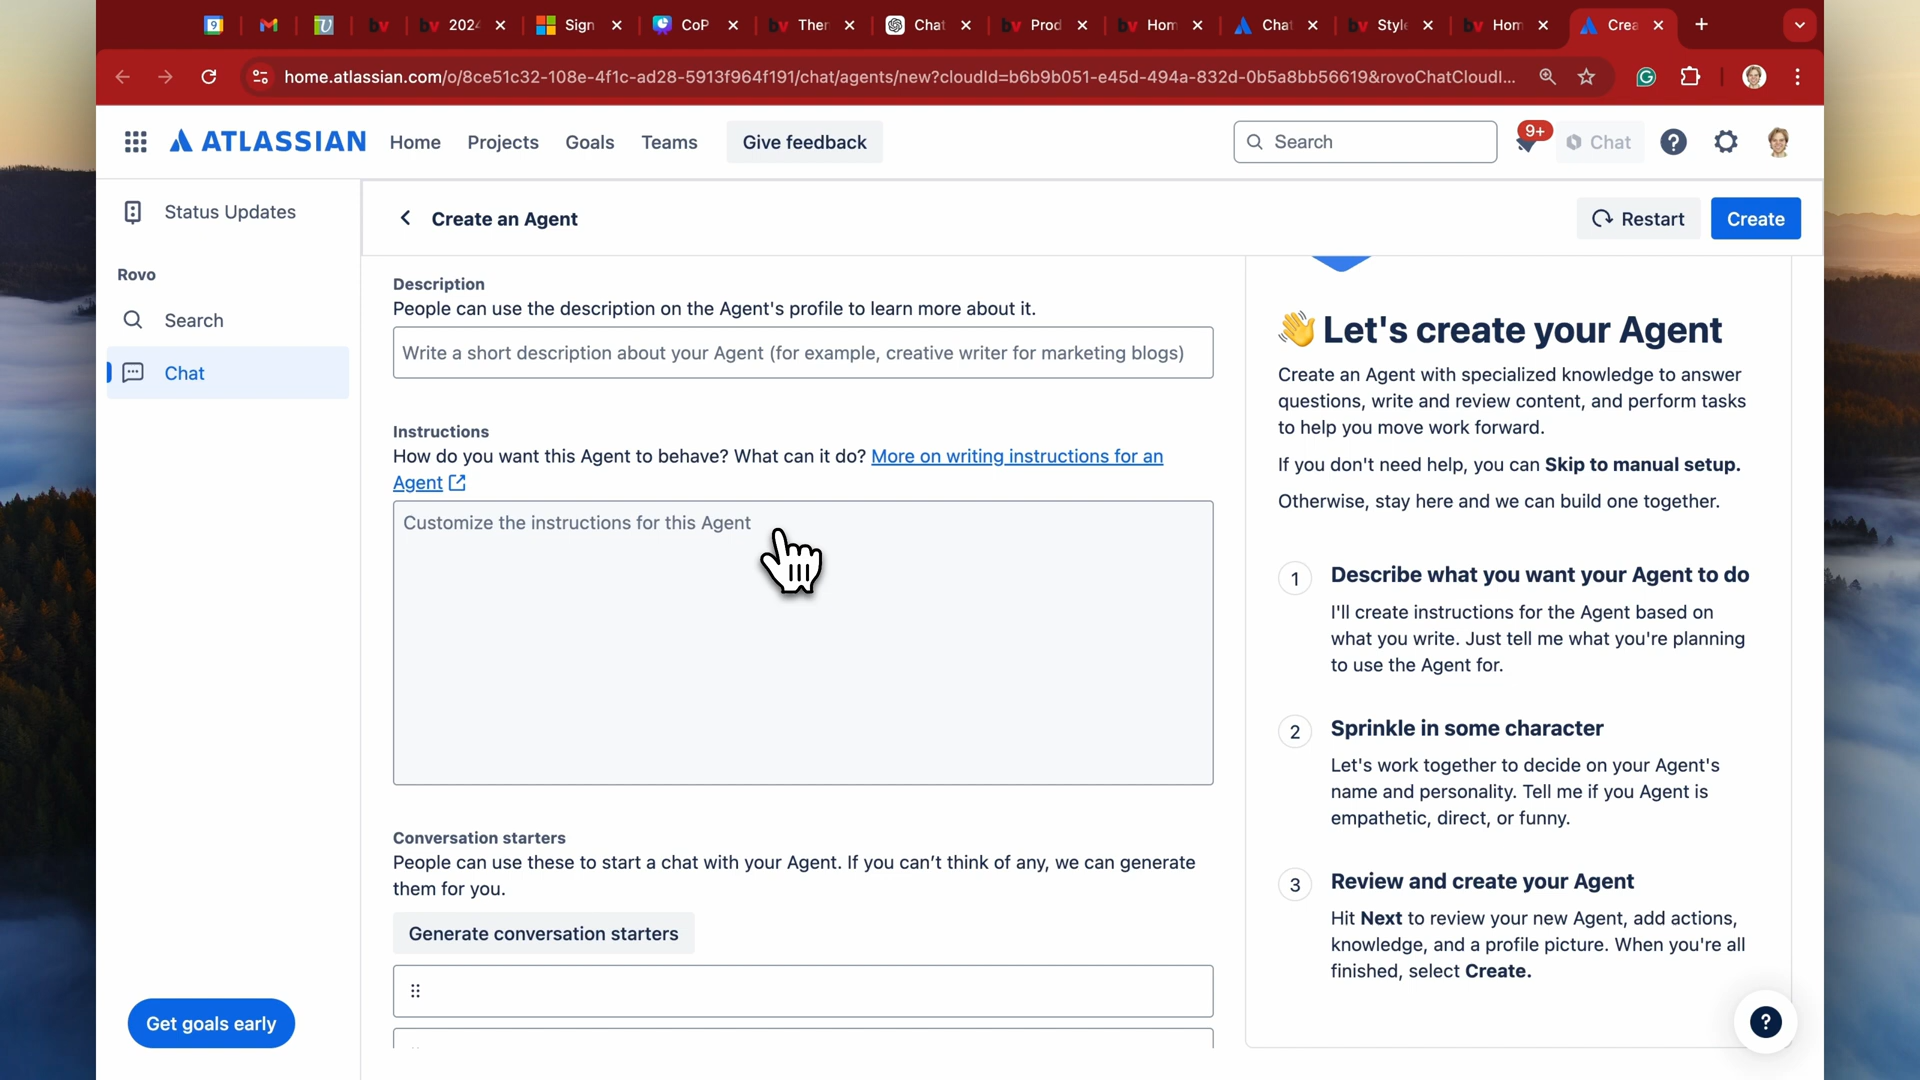 9
2024
Sign
CoP
Ther
Chat
Prod
Hom
Chat
Style
Hom
Crea
home.atlassian.com/o/8ce51c32-108e-4f1c-ad28-5913f964f191/chat/agents/new?cloudId=b6b9b051-e45d-494a-832d-0b5a8bb56619&rovoChatCloudI...
ATLASSIAN
Home
Projects
Goals
Teams
Give feedback
Search
9+
Chat
Status Updates
Rovo
Search
Chat
Get goals early
Create an Agent
Restart
Create
Description
People can use the description on the Agent's profile to learn more about it.
Write a short description about your Agent (for example, creative writer for marketing blogs)
Instructions
How do you want this Agent to behave? What can it do? More on writing instructions for an
Agent
Customize the instructions for this Agent
Conversation starters
People can use these to start a chat with your Agent. If you can’t think of any, we can generate
them for you.
Generate conversation starters
👋 Let's create your Agent
Create an Agent with specialized knowledge to answer
questions, write and review content, and perform tasks
to help you move work forward.
If you don't need help, you can Skip to manual setup.
Otherwise, stay here and we can build one together.
1 Describe what you want your Agent to do
I'll create instructions for the Agent based on
what you write. Just tell me what you're planning
to use the Agent for.
2 Sprinkle in some character
Let's work together to decide on your Agent's
name and personality. Tell me if you Agent is
empathetic, direct, or funny.
3 Review and create your Agent
Hit Next to review your new Agent, add actions,
knowledge, and a profile picture. When you're all
finished, select Create.
?